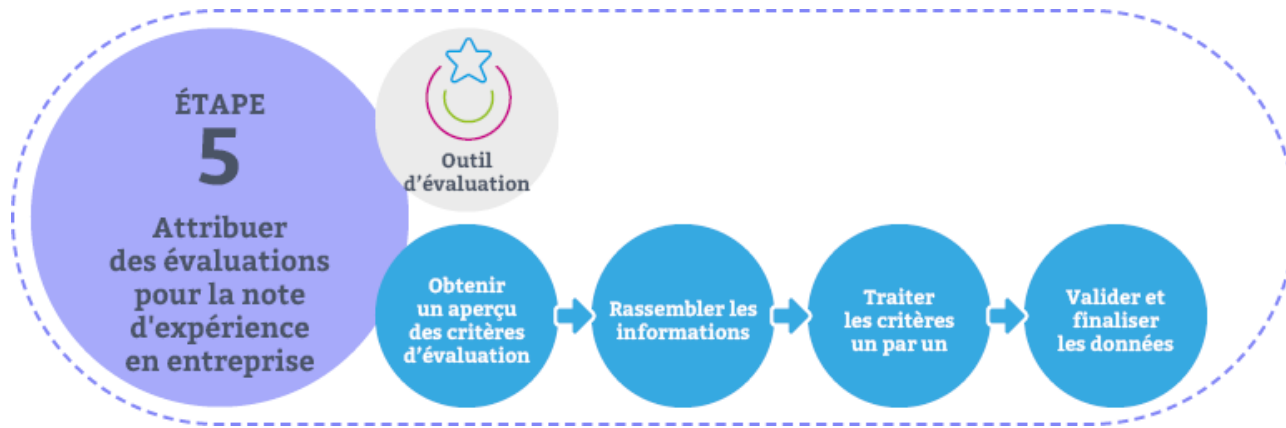 ÉTAPE
5
Attribuer
des évaluations
pour la note
d'expérience
en entreprise
Outil
d’évaluation
Obtenir
un aperçu
des critères
d’évaluation
Rassembler les
informations
Traiter
les critères
un par un
Valider et
finaliser
les données